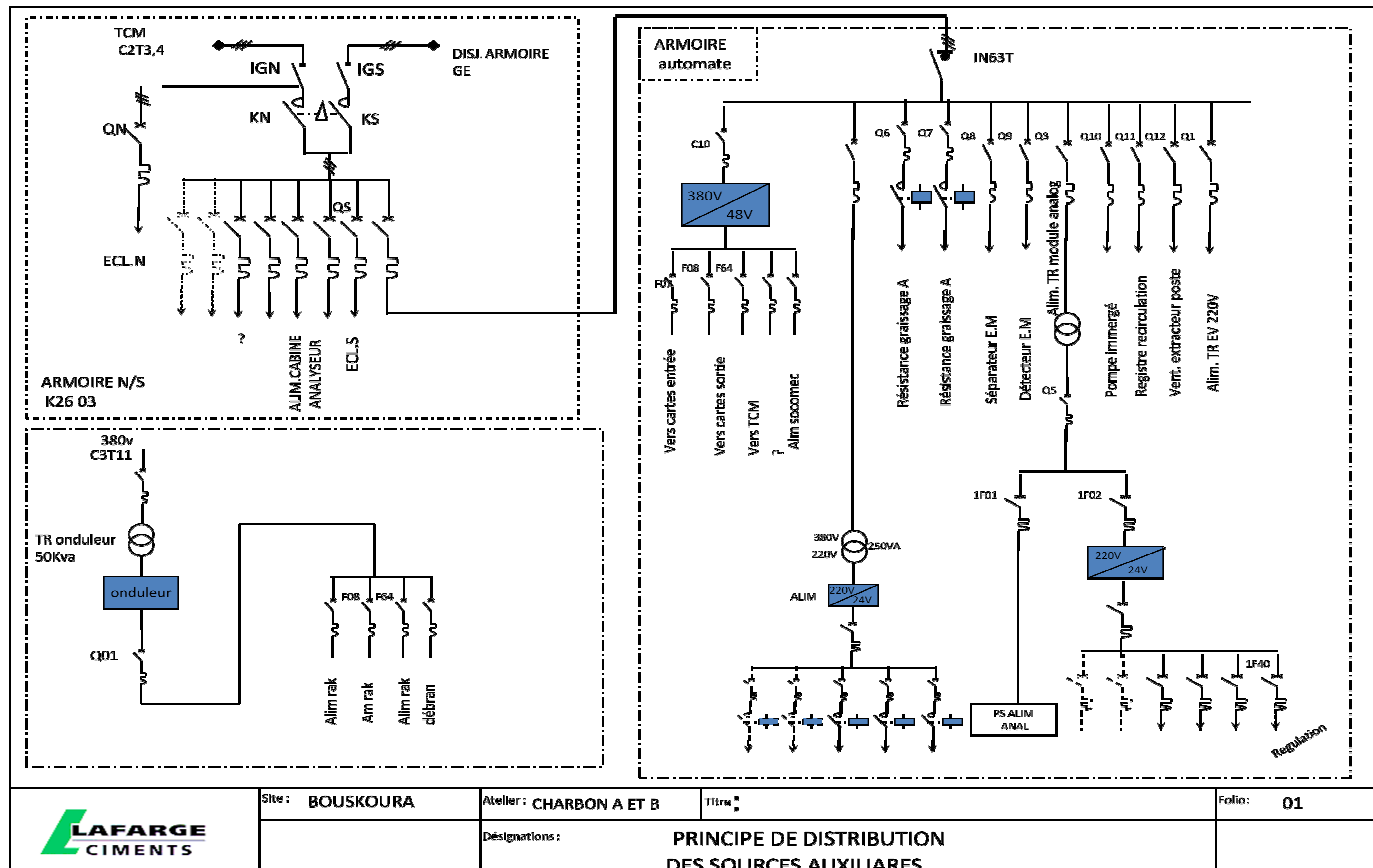 TCM
C2T3,4
DISJ. ARMOIRE
GE
IGN
IGS
KN
KS
QN
QS
ECL.N
?
ALIM.CABINE
ANALYSEUR
ECL.S
ARMOIRE N/S
K26 03
380v
C3T11
TR onduleur
50Kva
onduleur
Q01
F08
F64
Alim rak
Am rak
Alim rak
débran
ARMOIRE
automate
IN63T
C10
Q6
Q7
Q8
Q9
Q3
Q10
Q11
Q12
Q1
380V
48V
F08
F64
Vers cartes entrée
Vers cartes sortie
Vers TCM
?
Alim socomec
Résistance graissage A
Résistance graissage A
Séparateur E.M
Détecteur E.M
Alim. TR module analog
Pompe immergé
Registre recirculation
Vent. extracteur poste
Alim. TR EV 220V
Q5
1F01
1F02
380V
220V
250VA
ALIM
220V
24V
220V
24V
1F40
PS ALIM
ANAL
Regulation
LAFARGE
CIMENTS
Site : BOUSKOURA
Atelier : CHARBON A ET B
Titre :
Folio : 01
Désignations :
PRINCIPE DE DISTRIBUTION
DES SOURCES AUXILIARES